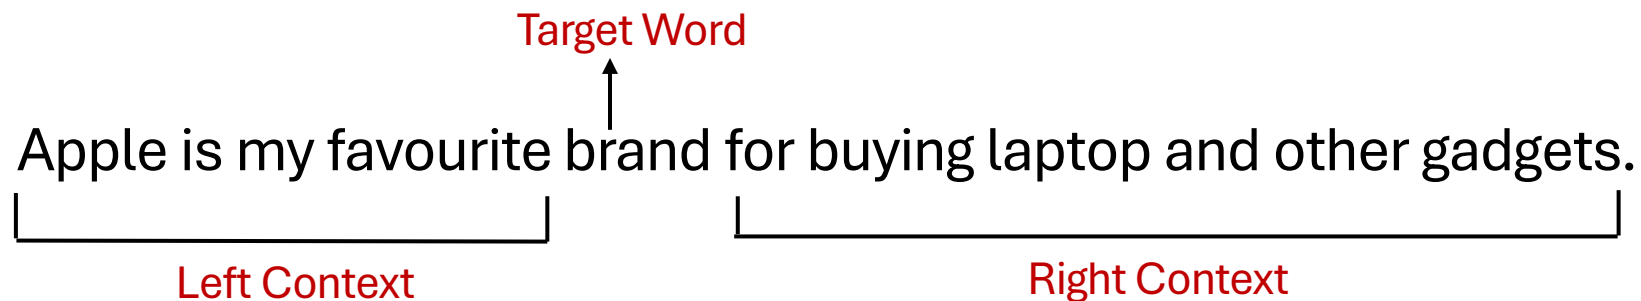 Target Word
Apple is my favourite brand for buying laptop and other gadgets.
Left Context
Right Context